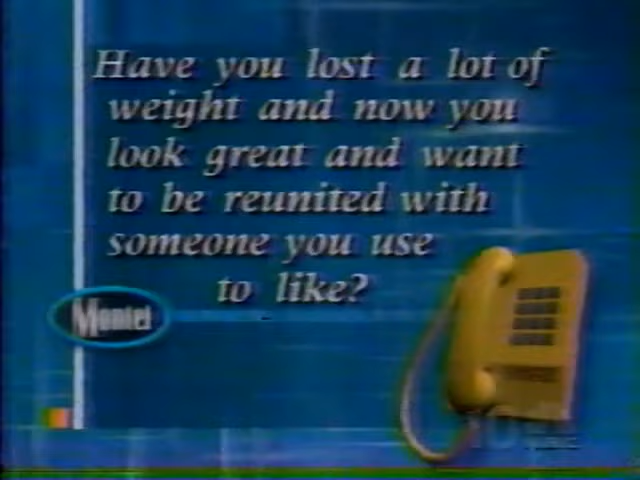 Have you lost a lot of
weight and now you
look great and want
to be reunited with
someone you use
to like?
Montel